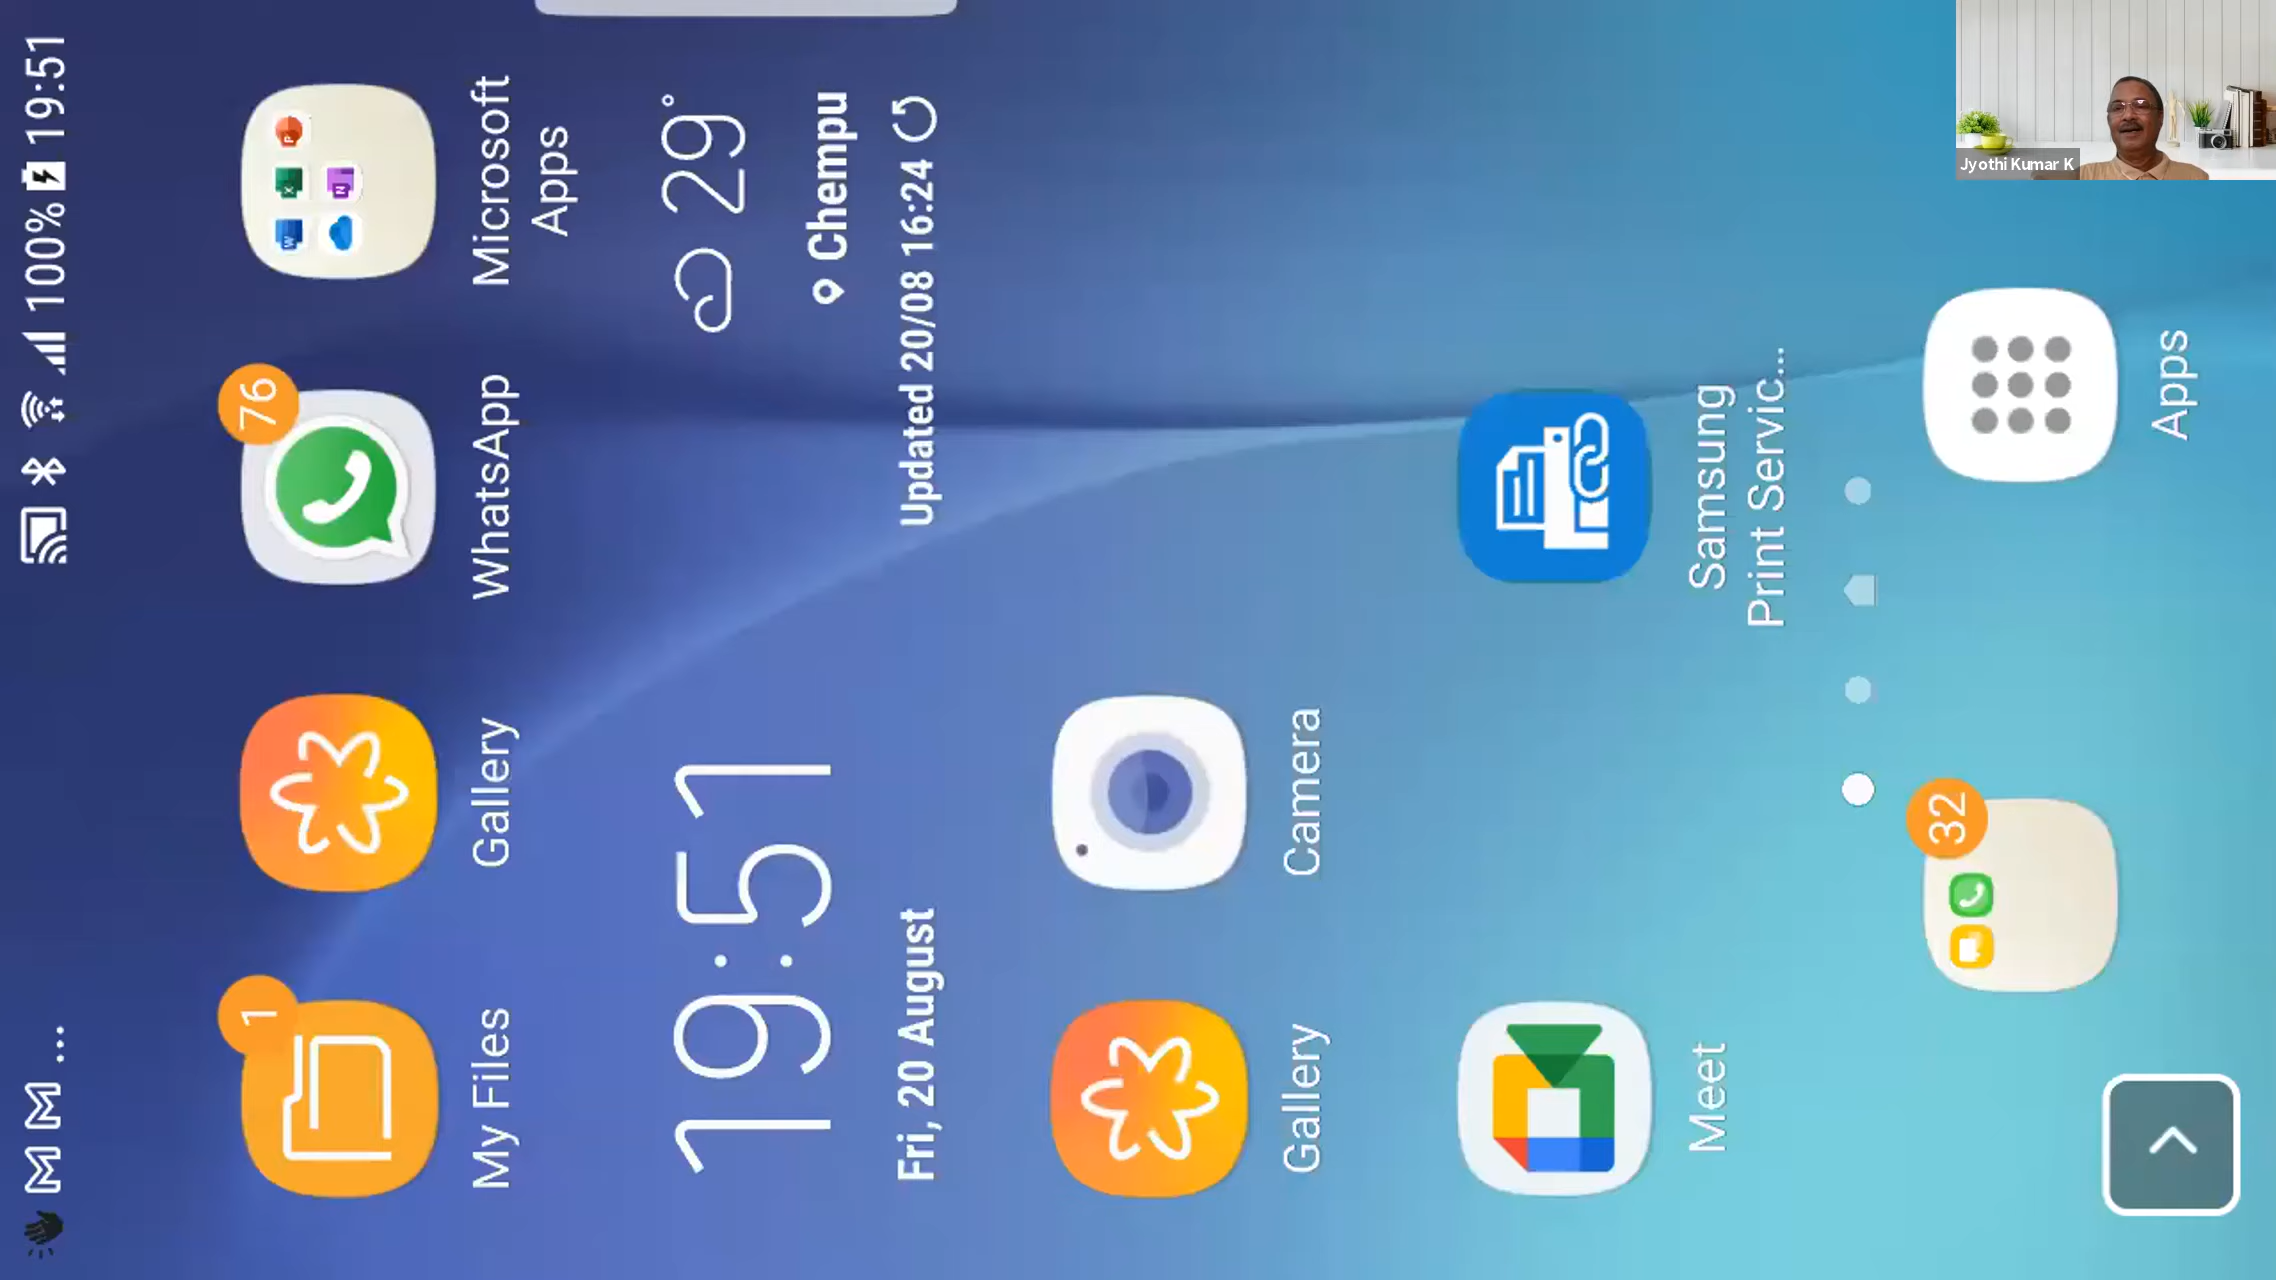 M M ...
100% 19:51
1
My Files
Gallery
76
WhatsApp
Microsoft
Apps
19:51
Fri, 20 August
29°
Chempu
Updated 20/08 16:24
Gallery
Camera
Meet
Samsung
Print Servic...
32
Apps
Jyothi Kumar K